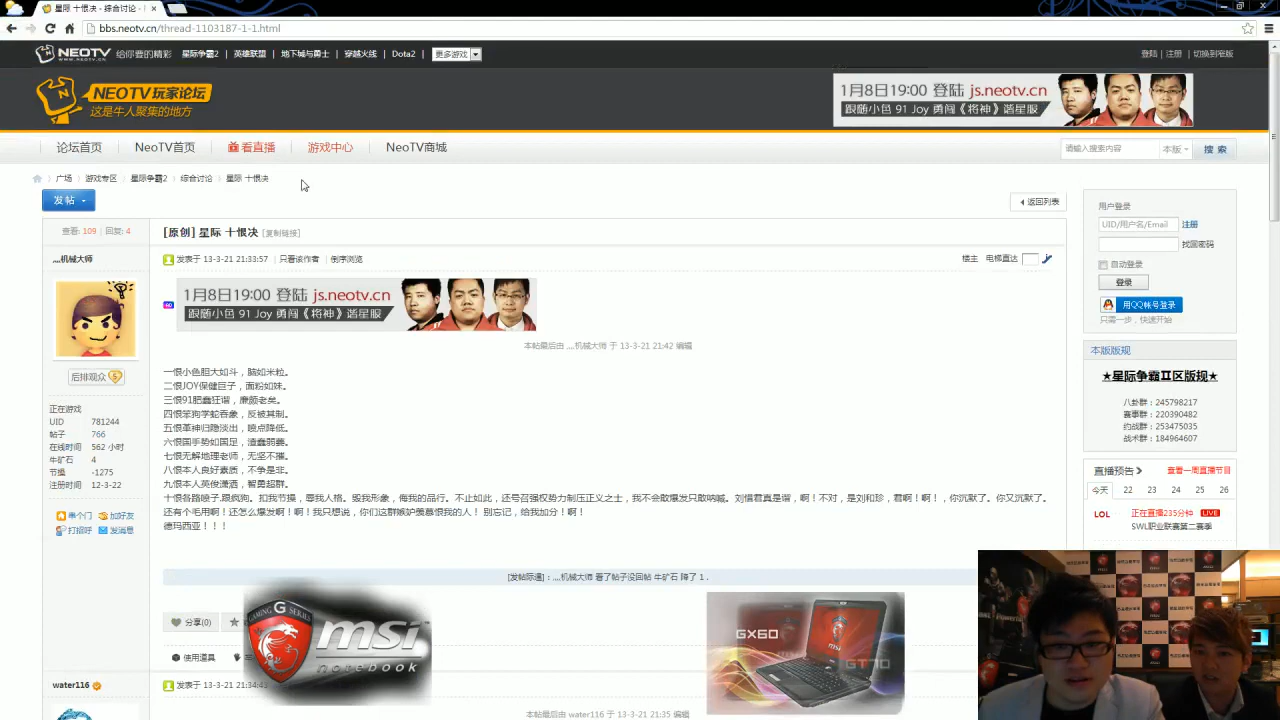 星际 十恨决 - 综合讨论 -
bbs.neotv.cn/thread-1103187-1-1.html
NEOTV 给你要的精彩 星际争霸2 | 英雄联盟 | 地下城与勇士 | 穿越火线 | Dota2 | 更多游戏
登陆 | 注册 | 切换到窄版
NEOTV玩家论坛
这是牛人聚集的地方
1月8日19:00 登陆 js.neotv.cn
跟随小色 91 Joy 勇闯《将神》谐星服
论坛首页 NeoTV首页 看直播 游戏中心 NeoTV商城
请输入搜索内容 本版 搜索
广场 游戏专区 星际争霸2 综合讨论 星际 十恨决
发帖
返回列表
查看: 109 | 回复: 4
[原创] 星际 十恨决 [复制链接]
,,,,机械大师
发表于 13-3-21 21:33:57 | 只看该作者 | 倒序浏览
楼主 电梯直达
1月8日19:00 登陆 js.neotv.cn
跟随小色 91 Joy 勇闯《将神》谐星服
本帖最后由 ,,,,机械大师 于 13-3-21 21:42 编辑
一恨小色胆大如斗，脑如米粒。
二恨JOY保健巨子，面粉如妹。
三恨91肥蠢狂谐，廉颇老矣。
四恨笨狗学蛇吞象，反被其制。
五恨革神归隐淡出，喷点降低。
六恨国手势如国足，渣蠢弱萎。
七恨无解地理老师，无坚不摧。
八恨本人良好素质，不争是非。
九恨本人英俊潇洒，智勇超群。
十恨各路喷子,跟疯狗。扣我节操，辱我人格。毁我形象，侮我的品行。不止如此，还号召强权势力制压正义之士，我不会敢爆发只敢呐喊。刘惜君真是谐，啊！不对，是刘和珍，君啊！啊！，你沉默了。你又沉默了。
还有个毛用啊！还怎么爆发啊！啊！我只想说，你们这群嫉妒羡慕恨我的人！ 别忘记，给我加分！啊！
德玛西亚！！！
后排观众 5
正在游戏
UID 781244
帖子 766
在线时间 562 小时
牛矿石 4
节操 -1275
注册时间 12-3-22
串个门 加好友
打招呼 发消息
[发帖际遇]：,,,,机械大师 看了帖子没回帖 牛矿石 降了 1 .
分享(0)
使用道具
water116
发表于 13-3-21 21:34:43
本帖最后由 water116 于 13-3-21 21:35 编辑
用户登录
UID/用户名/Email 注册
找回密码
自动登录
登录
用QQ帐号登录
只需一步，快速开始
本版版规
★星际争霸II区版规★
八卦群：245798217
赛事群：220390482
约战群：253475035
战术群：184964607
直播预告 查看一周直播节目
今天 22 23 24 25 26
LOL 正在直播235分钟 LIVE
SWL职业联赛第二赛季
GAMING G SERIES
msi
notebook
GX60
GT70
msi